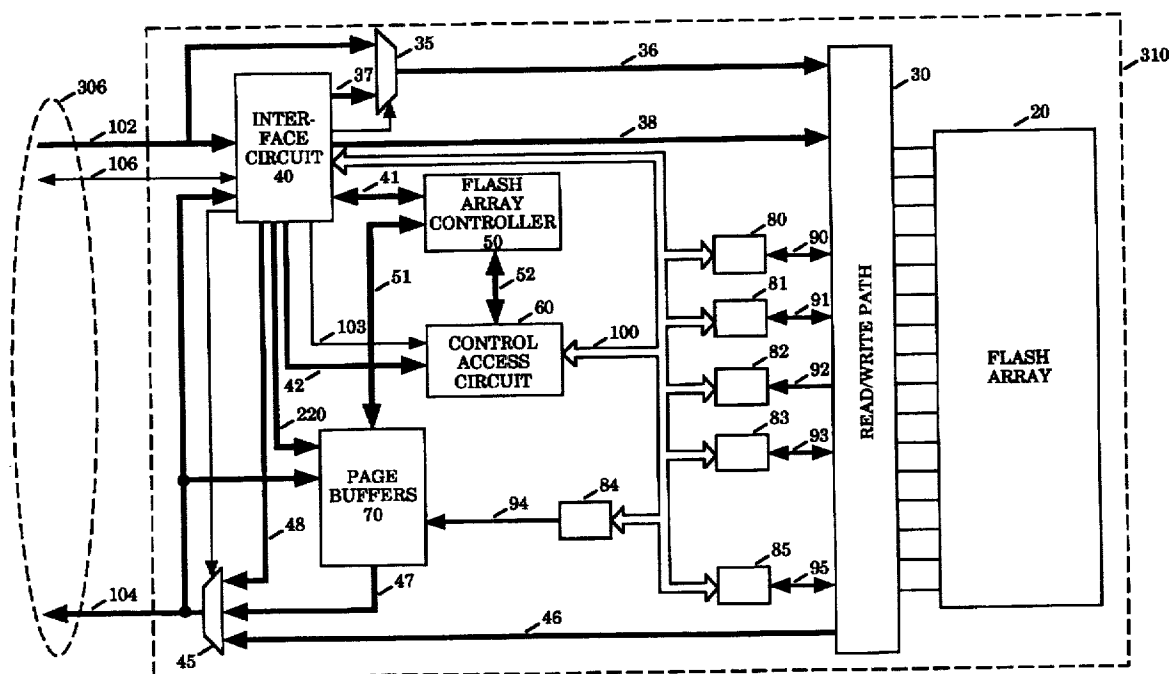 35
36
37
30
310
306
INTER-
FACE
CIRCUIT
40
102
38
20
106
41
FLASH
ARRAY
CONTROLLER
50
80
90
51
52
81
91
60
103
100
CONTROL
ACCESS
CIRCUIT
82
92
42
READ/WRITE PATH
FLASH
ARRAY
220
83
93
PAGE
BUFFERS
70
84
94
48
85
95
47
104
46
45